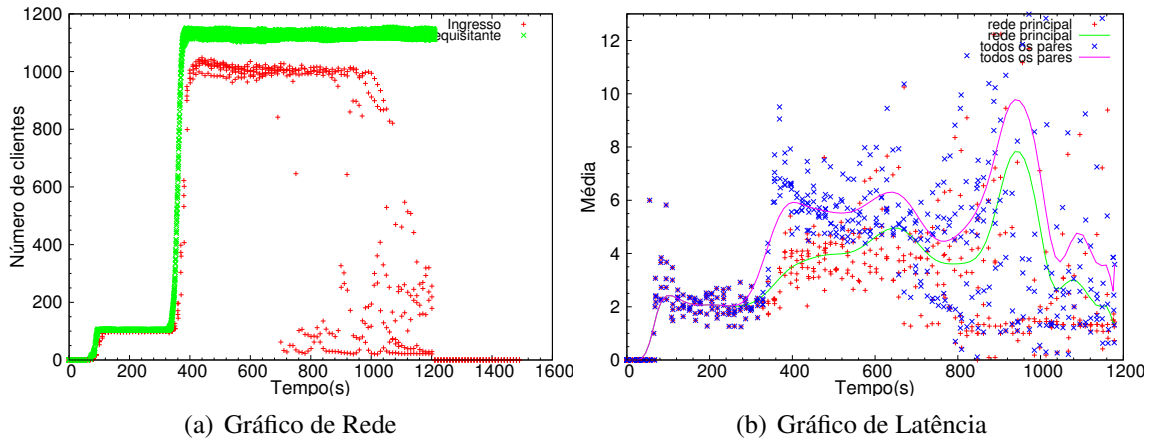 1200
1000
800
600
400
200
0
Número de clientes
Ingresso
equisitante
0 200 400 600 800 1000 1200 1400 1600
Tempo(s)
(a) Gráfico de Rede
12
10
8
6
4
2
0
Média
rede principal
rede principal
todos os pares
todos os pares
0 200 400 600 800 1000 1200
Tempo(s)
(b) Gráfico de Latência